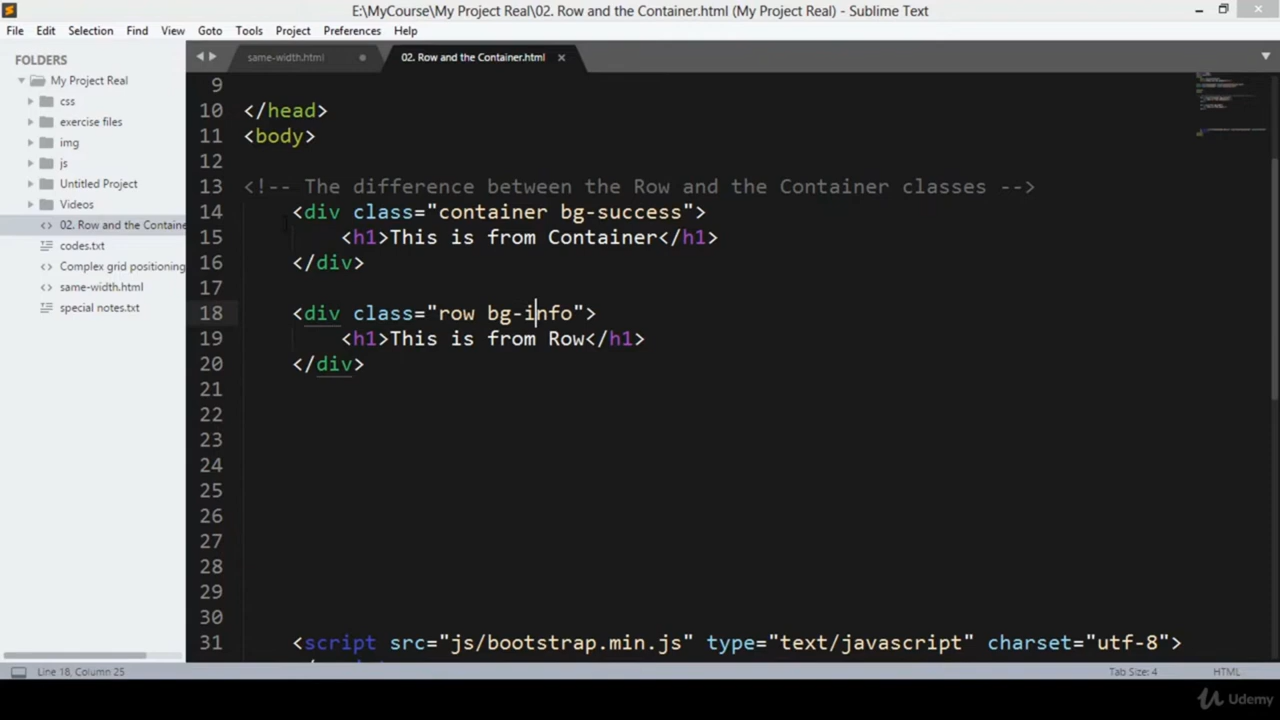 E:\MyCourse\My Project Real\02. Row and the Container.html (My Project Real) - Sublime Text
File Edit Selection Find View Goto Tools Project Preferences Help
FOLDERS
My Project Real
css
exercise files
img
js
Untitled Project
Videos
02. Row and the Containe
codes.txt
Complex grid positioning
same-width.html
special notes.txt
same-width.html
02. Row and the Container.html
9
10 </head>
11 <body>
12
13 <!-- The difference between the Row and the Container classes -->
14 <div class="container bg-success">
15 <h1>This is from Container</h1>
16 </div>
17
18 <div class="row bg-info">
19 <h1>This is from Row</h1>
20 </div>
21
22
23
24
25
26
27
28
29
30
31 <script src="js/bootstrap.min.js" type="text/javascript" charset="utf-8">
Line 18, Column 25
Tab Size: 4
HTML
Udemy